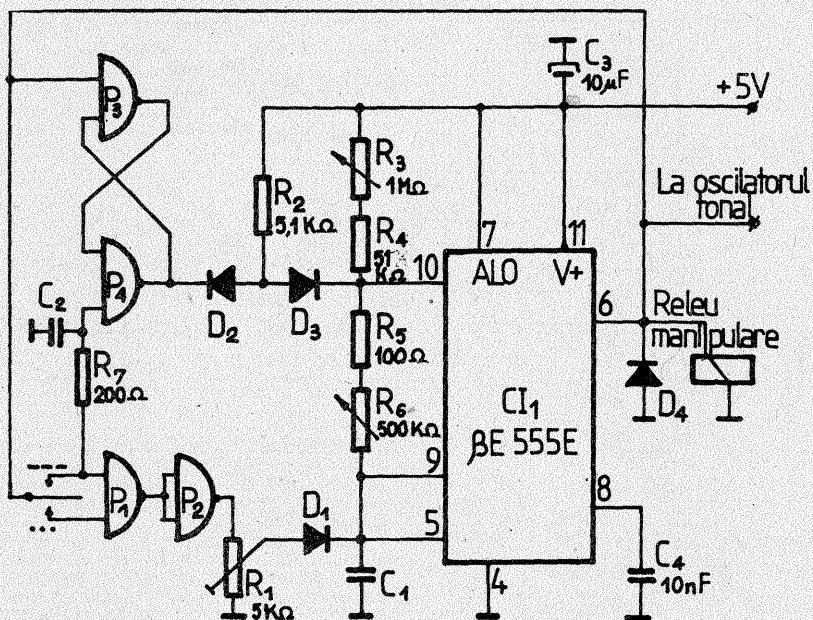 C3
10µF
+5V
P3
R3
1MΩ
La oscilatorul
tonal
R2
5,1KΩ
R4
51
KΩ
7
11
10
ALO
V+
P4
C2
D2
D3
6
Releu
manipulare
R5
100Ω
R7
200Ω
D4
R6
500KΩ
CI1
βE 555E
9
8
---
P1
P2
...
D1
5
C4
10nF
R1
5KΩ
C1
4